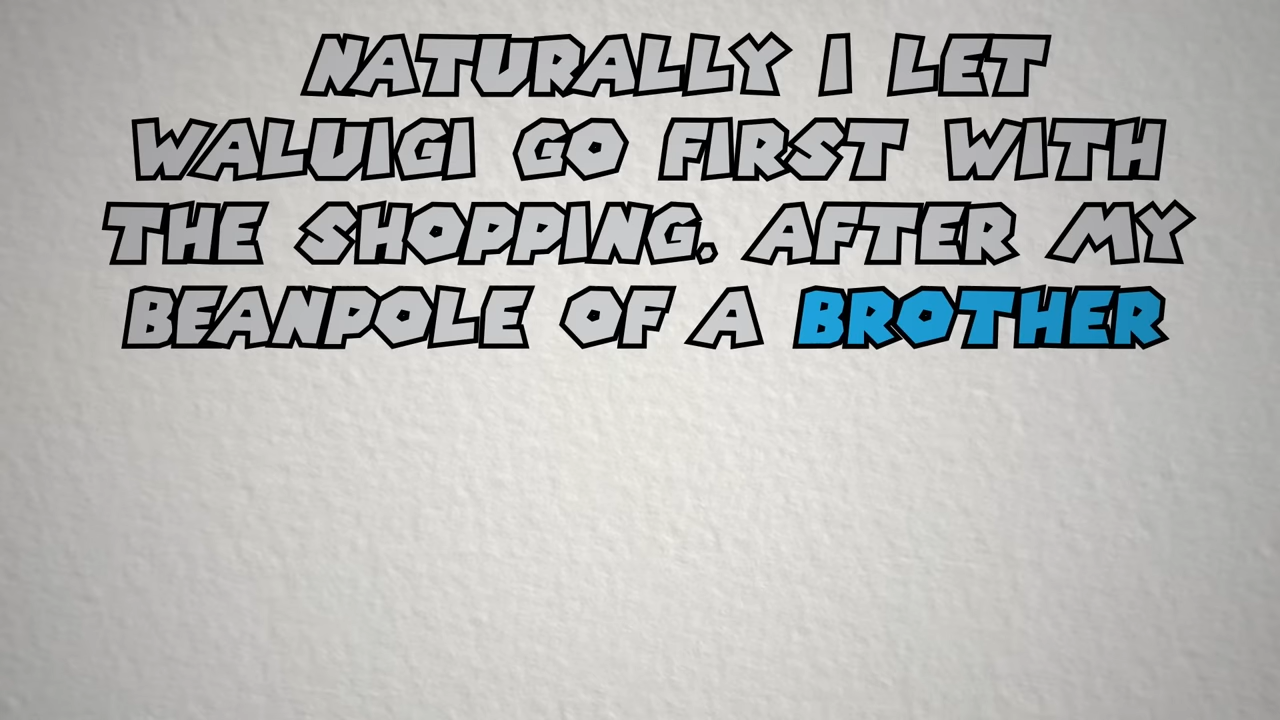 NATURALLY I LET
WALUIGI GO FIRST WITH
THE SHOPPING. AFTER MY
BEANPOLE OF A BROTHER